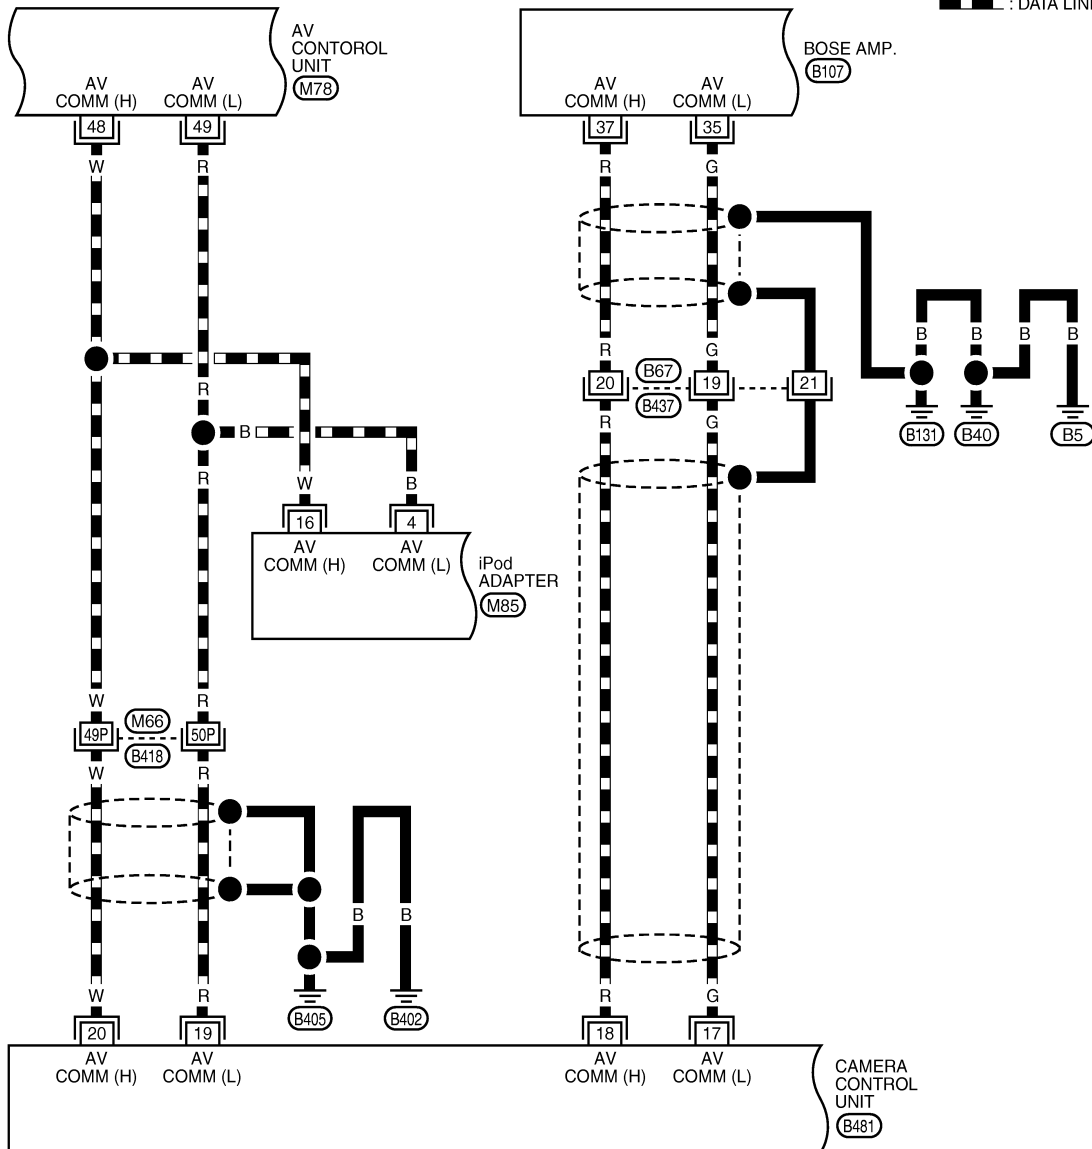 : DATA LINE
AV
CONTOROL
UNIT
M78
AV
COMM (H)
AV
COMM (L)
48
49
W
R
BOSE AMP.
B107
AV
COMM (H)
AV
COMM (L)
37
35
R
G
R
G
20
B67
B437
19
21
R
G
B
B
B
B
B131
B40
B5
R
B
R
W
B
16
4
AV
COMM (H)
AV
COMM (L)
iPod
ADAPTER
M85
W
R
49P
M66
B418
50P
W
R
B
B
B405
B402
W
R
R
G
20
19
18
17
AV
COMM (H)
AV
COMM (L)
AV
COMM (H)
AV
COMM (L)
CAMERA
CONTROL
UNIT
B481